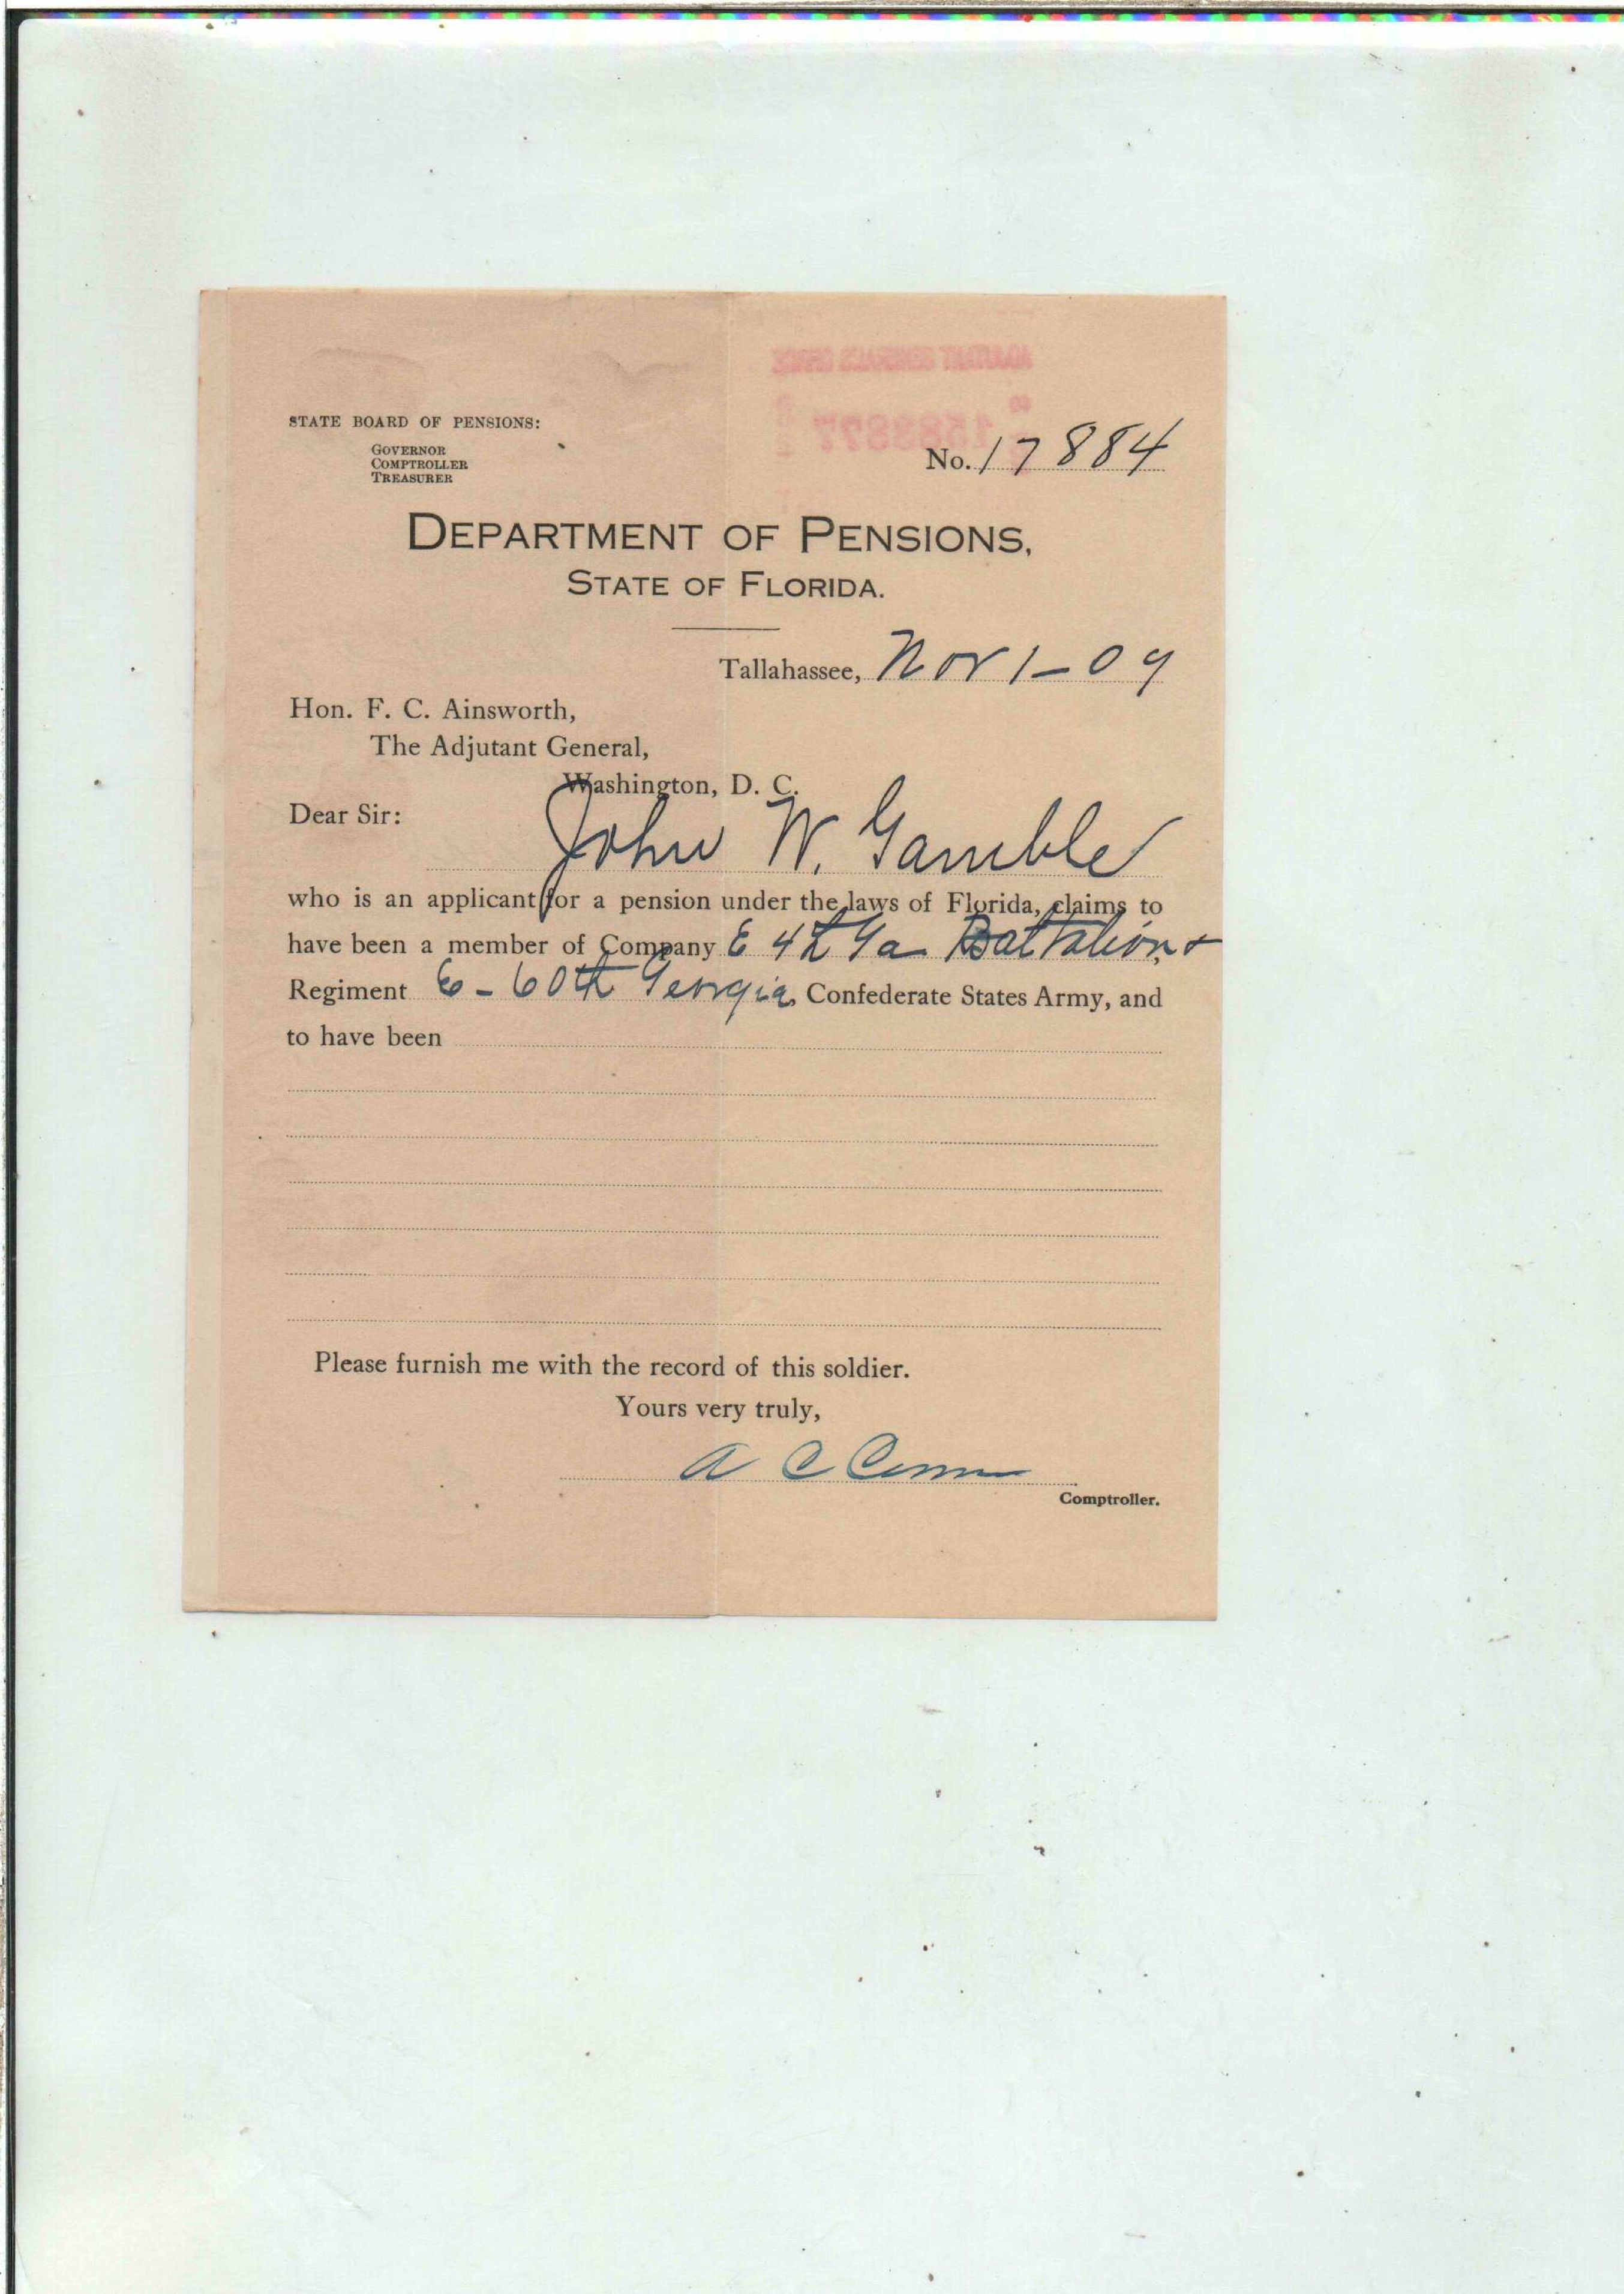 STATE BOARD OF PENSIONS:
GOVERNOR
COMPTROLLER
TREASURER
No. 17884
DEPARTMENT OF PENSIONS,
STATE OF FLORIDA.
Tallahassee, Nov 1-09
Hon. F. C. Ainsworth,
The Adjutant General,
Washington, D. C.
Dear Sir:
John W. Gamble
who is an applicant for a pension under the laws of Florida, claims to
have been a member of Company E 4th Ga Battalion, &
Regiment E - 60th Georgia, Confederate States Army, and
to have been
Please furnish me with the record of this soldier.
Yours very truly,
A C
Comptroller.